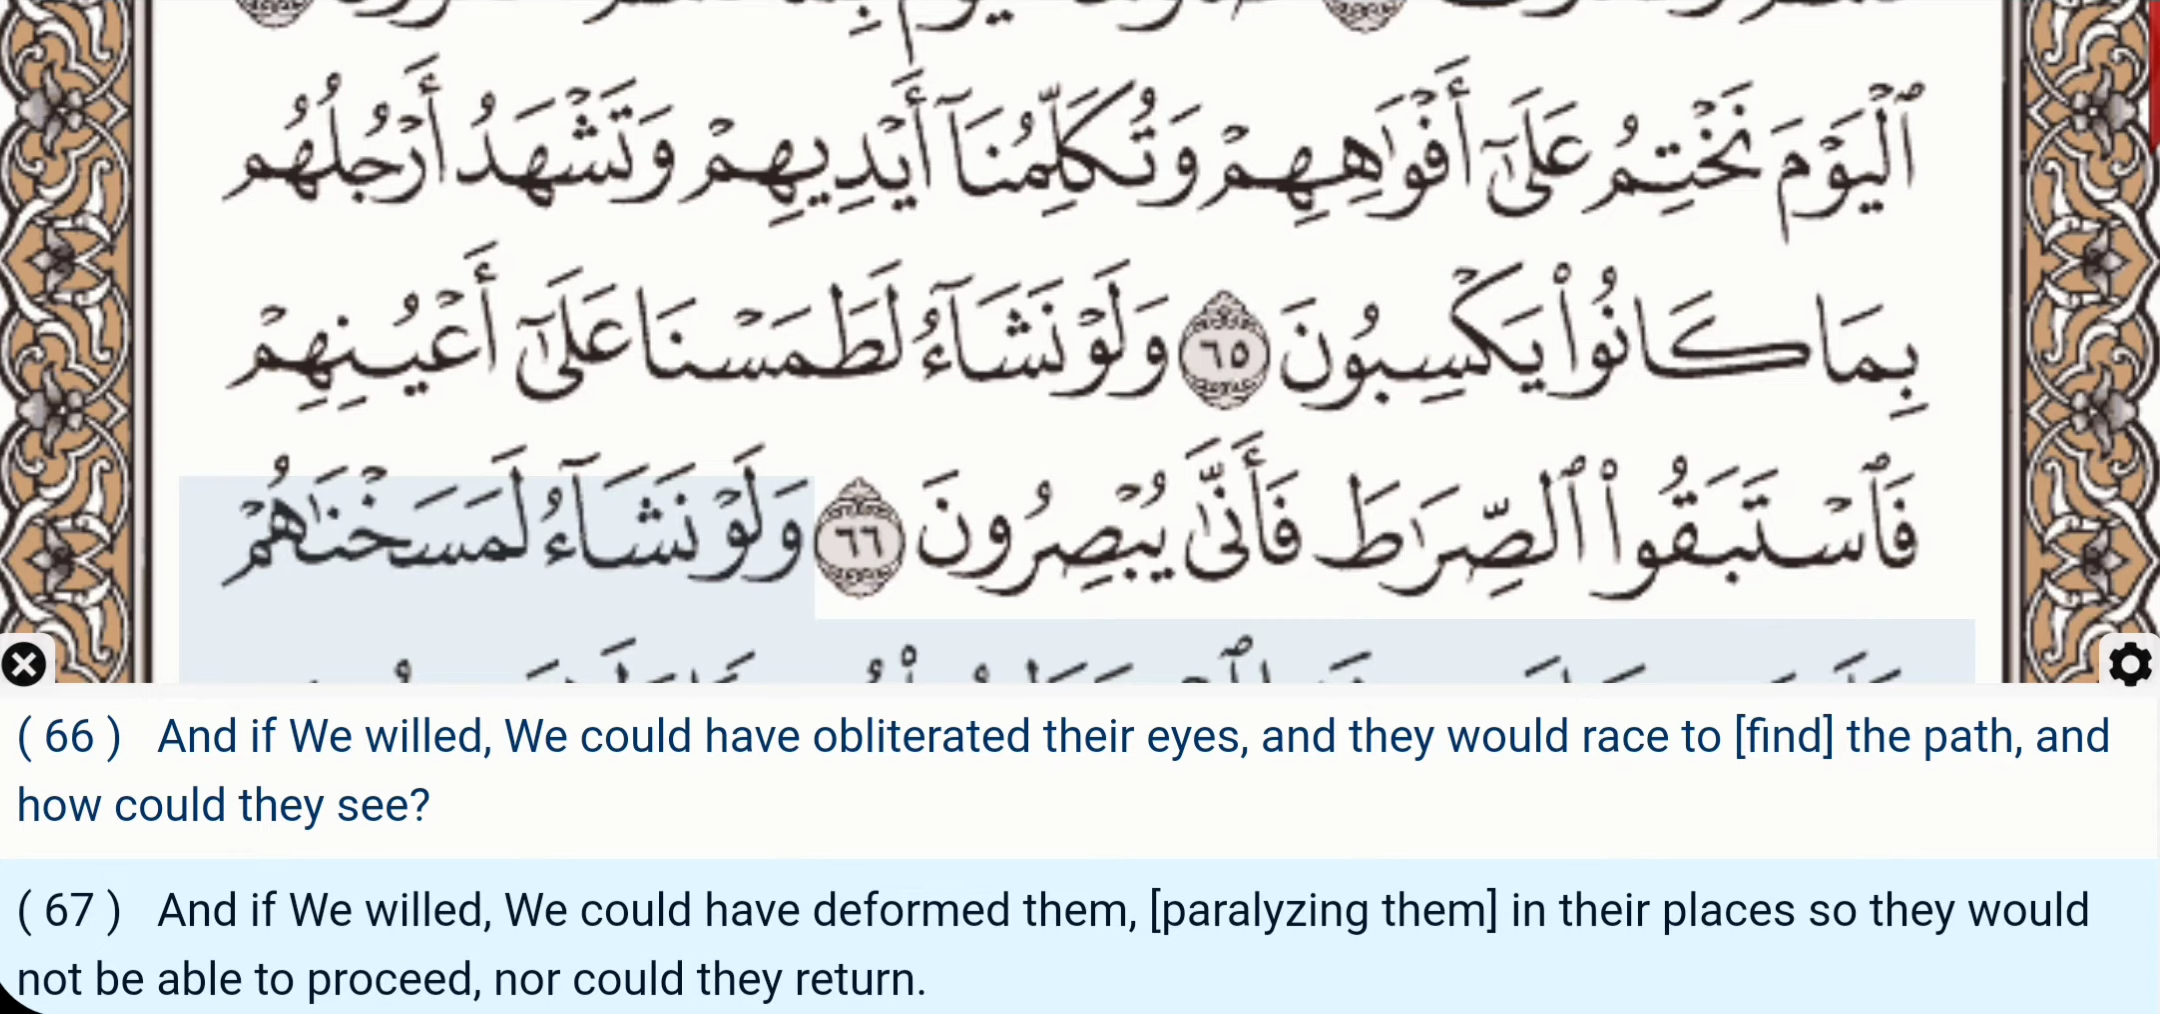 ٱلْيَوْمَ نَخْتِمُ عَلَىٰٓ أَفْوَٰهِهِمْ وَتُكَلِّمُنَآ أَيْدِيهِمْ وَتَشْهَدُ أَرْجُلُهُم
بِمَا كَانُوا۟ يَكْسِبُونَ ٦٥ وَلَوْ نَشَآءُ لَطَمَسْنَا عَلَىٰٓ أَعْيُنِهِمْ
فَٱسْتَبَقُوا۟ ٱلصِّرَٰطَ فَأَنَّىٰ يُبْصِرُونَ ٦٦ وَلَوْ نَشَآءُ لَمَسَخْنَٰهُمْ
( 66 ) And if We willed, We could have obliterated their eyes, and they would race to [find] the path, and
how could they see?
( 67 ) And if We willed, We could have deformed them, [paralyzing them] in their places so they would
not be able to proceed, nor could they return.